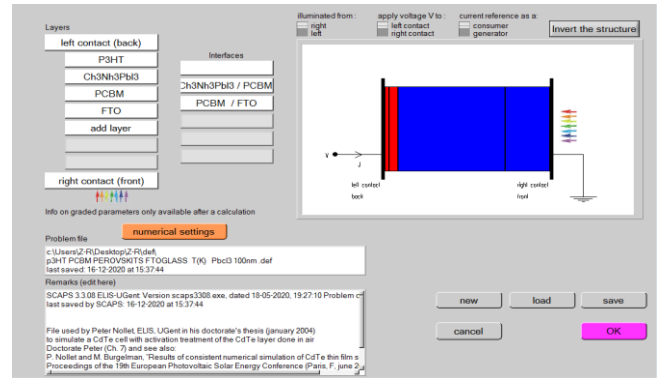 illuminated from :
right
left
apply voltage V to :
left contact
right contact
current reference as a:
consumer
generator
Invert the structure
Layers
left contact (back)
P3HT
Ch3Nh3PbI3
PCBM
FTO
add layer
right contact (front)
Interfaces
Ch3Nh3PbI3 / PCBM
PCBM / FTO
V
J
left contact
back
right contact
front
Info on graded parameters only available after a calculation
numerical settings
Problem file
c:\Users\Z-R\Desktop\Z-R\def\
p3HT PCBM PEROVSKITS FTOGLASS T(K) Pbcl3 100nm .def
last saved: 16-12-2020 at 15:37:44
Remarks (edit here)
SCAPS 3.3.08 ELIS-UGent: Version scaps3308.exe, dated 18-05-2020, 19:27:10 Problem
last saved by SCAPS: 16-12-2020 at 15:37:44
File used by Peter Nollet, ELIS, UGent in his doctorate's thesis (january 2004)
to simulate a CdTe cell with activation treatment of the CdTe layer done in air
Doctorate Peter (Ch. 7) and see also:
P. Nollet and M. Burgelman, "Results of consistent numerical simulation of CdTe thin film s
Proceedings of the 19th European Photovoltaic Solar Energy Conference (Paris, F, june 2
new
load
save
cancel
OK